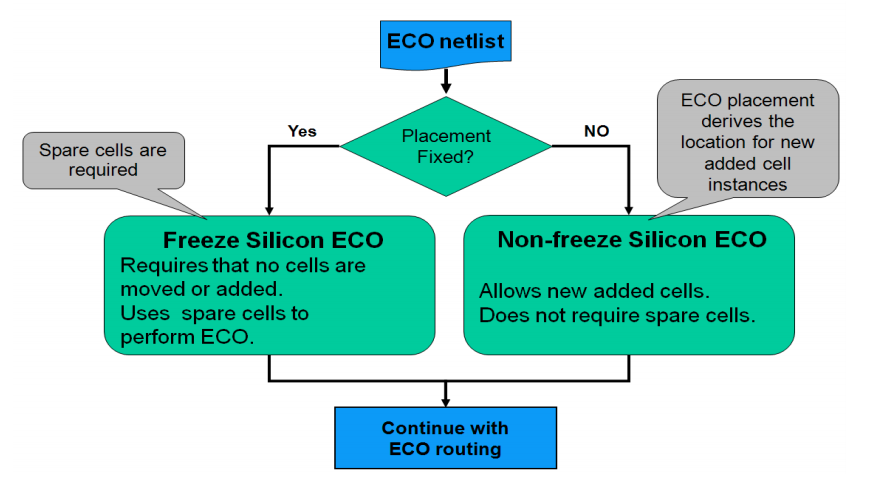 ECO netlist
Placement
Fixed?
Yes
NO
Spare cells are
required
ECO placement
derives the
location for new
added cell
instances
Freeze Silicon ECO
Requires that no cells are
moved or added.
Uses spare cells to
perform ECO.
Non-freeze Silicon ECO
Allows new added cells.
Does not require spare cells.
Continue with
ECO routing